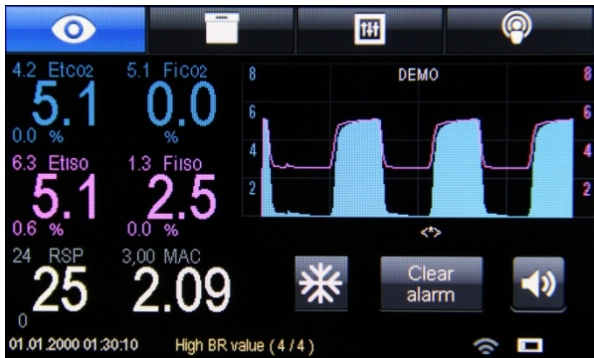 4.2 Etco2 5.1 Fico2
5.1 0.0
0.0 % %
6.3 Etiso 1.3 Fiiso
5.1 2.5
0.6 % 0.0 %
24 RSP 3,00 MAC
25 2.09
0
8 DEMO 8
6 6
4 4
2 2
Clear
alarm
01.01.2000 01:30:10 High BR value ( 4 / 4 )